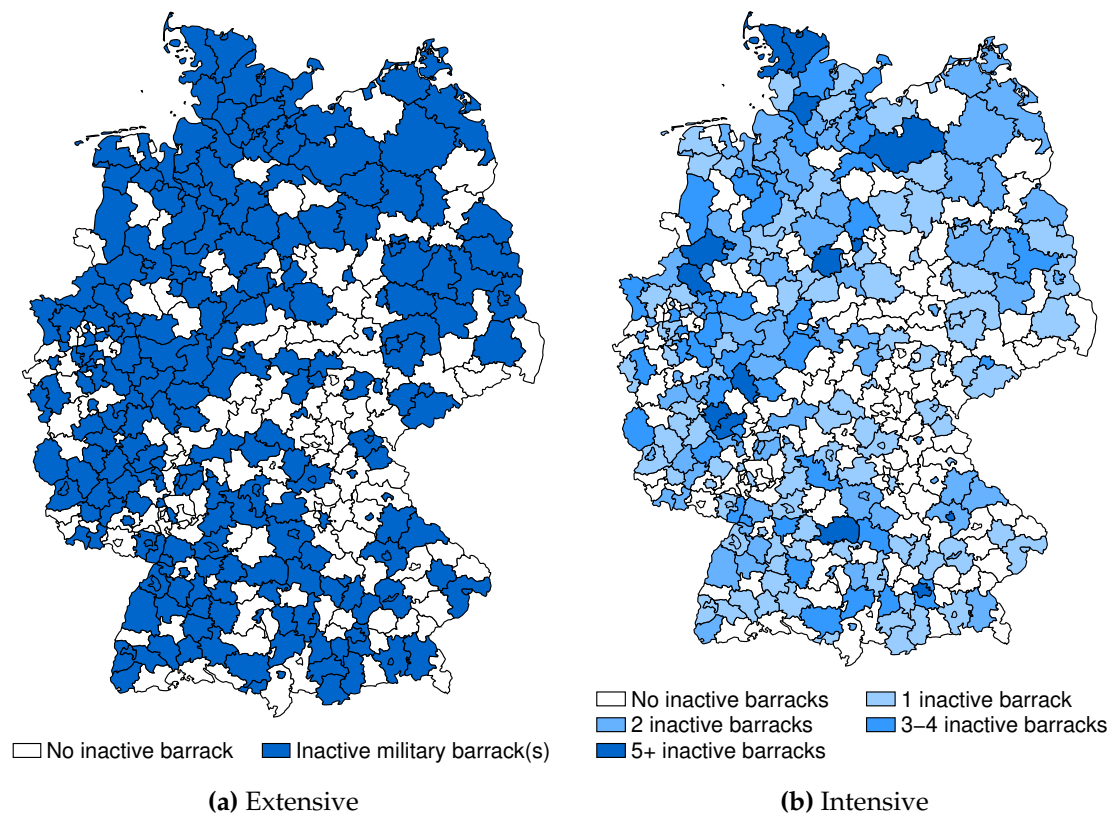 No inactive barrack
Inactive military barrack(s)
(a) Extensive
No inactive barracks
1 inactive barrack
2 inactive barracks
3−4 inactive barracks
5+ inactive barracks
(b) Intensive